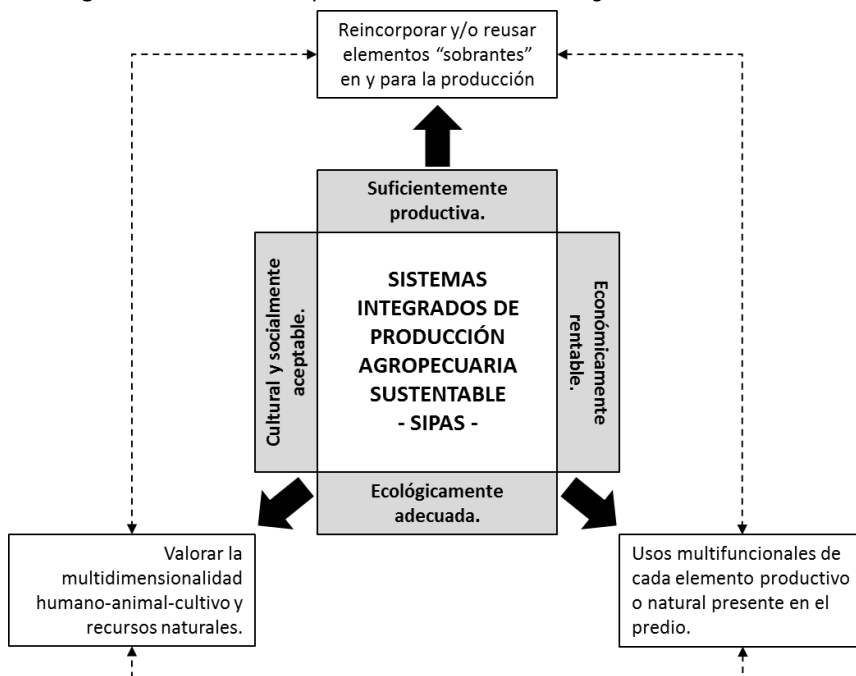 Reincorporar y/o reusar
elementos “sobrantes”
en y para la producción
Suficientemente
productiva.
Cultural y socialmente
aceptable.
SISTEMAS
INTEGRADOS DE
PRODUCCIÓN
AGROPECUARIA
SUSTENTABLE
- SIPAS -
Económicamente
rentable.
Ecológicamente
adecuada.
Valorar la
multidimensionalidad
humano-animal-cultivo y
recursos naturales.
Usos multifuncionales de
cada elemento productivo
o natural presente en el
predio.